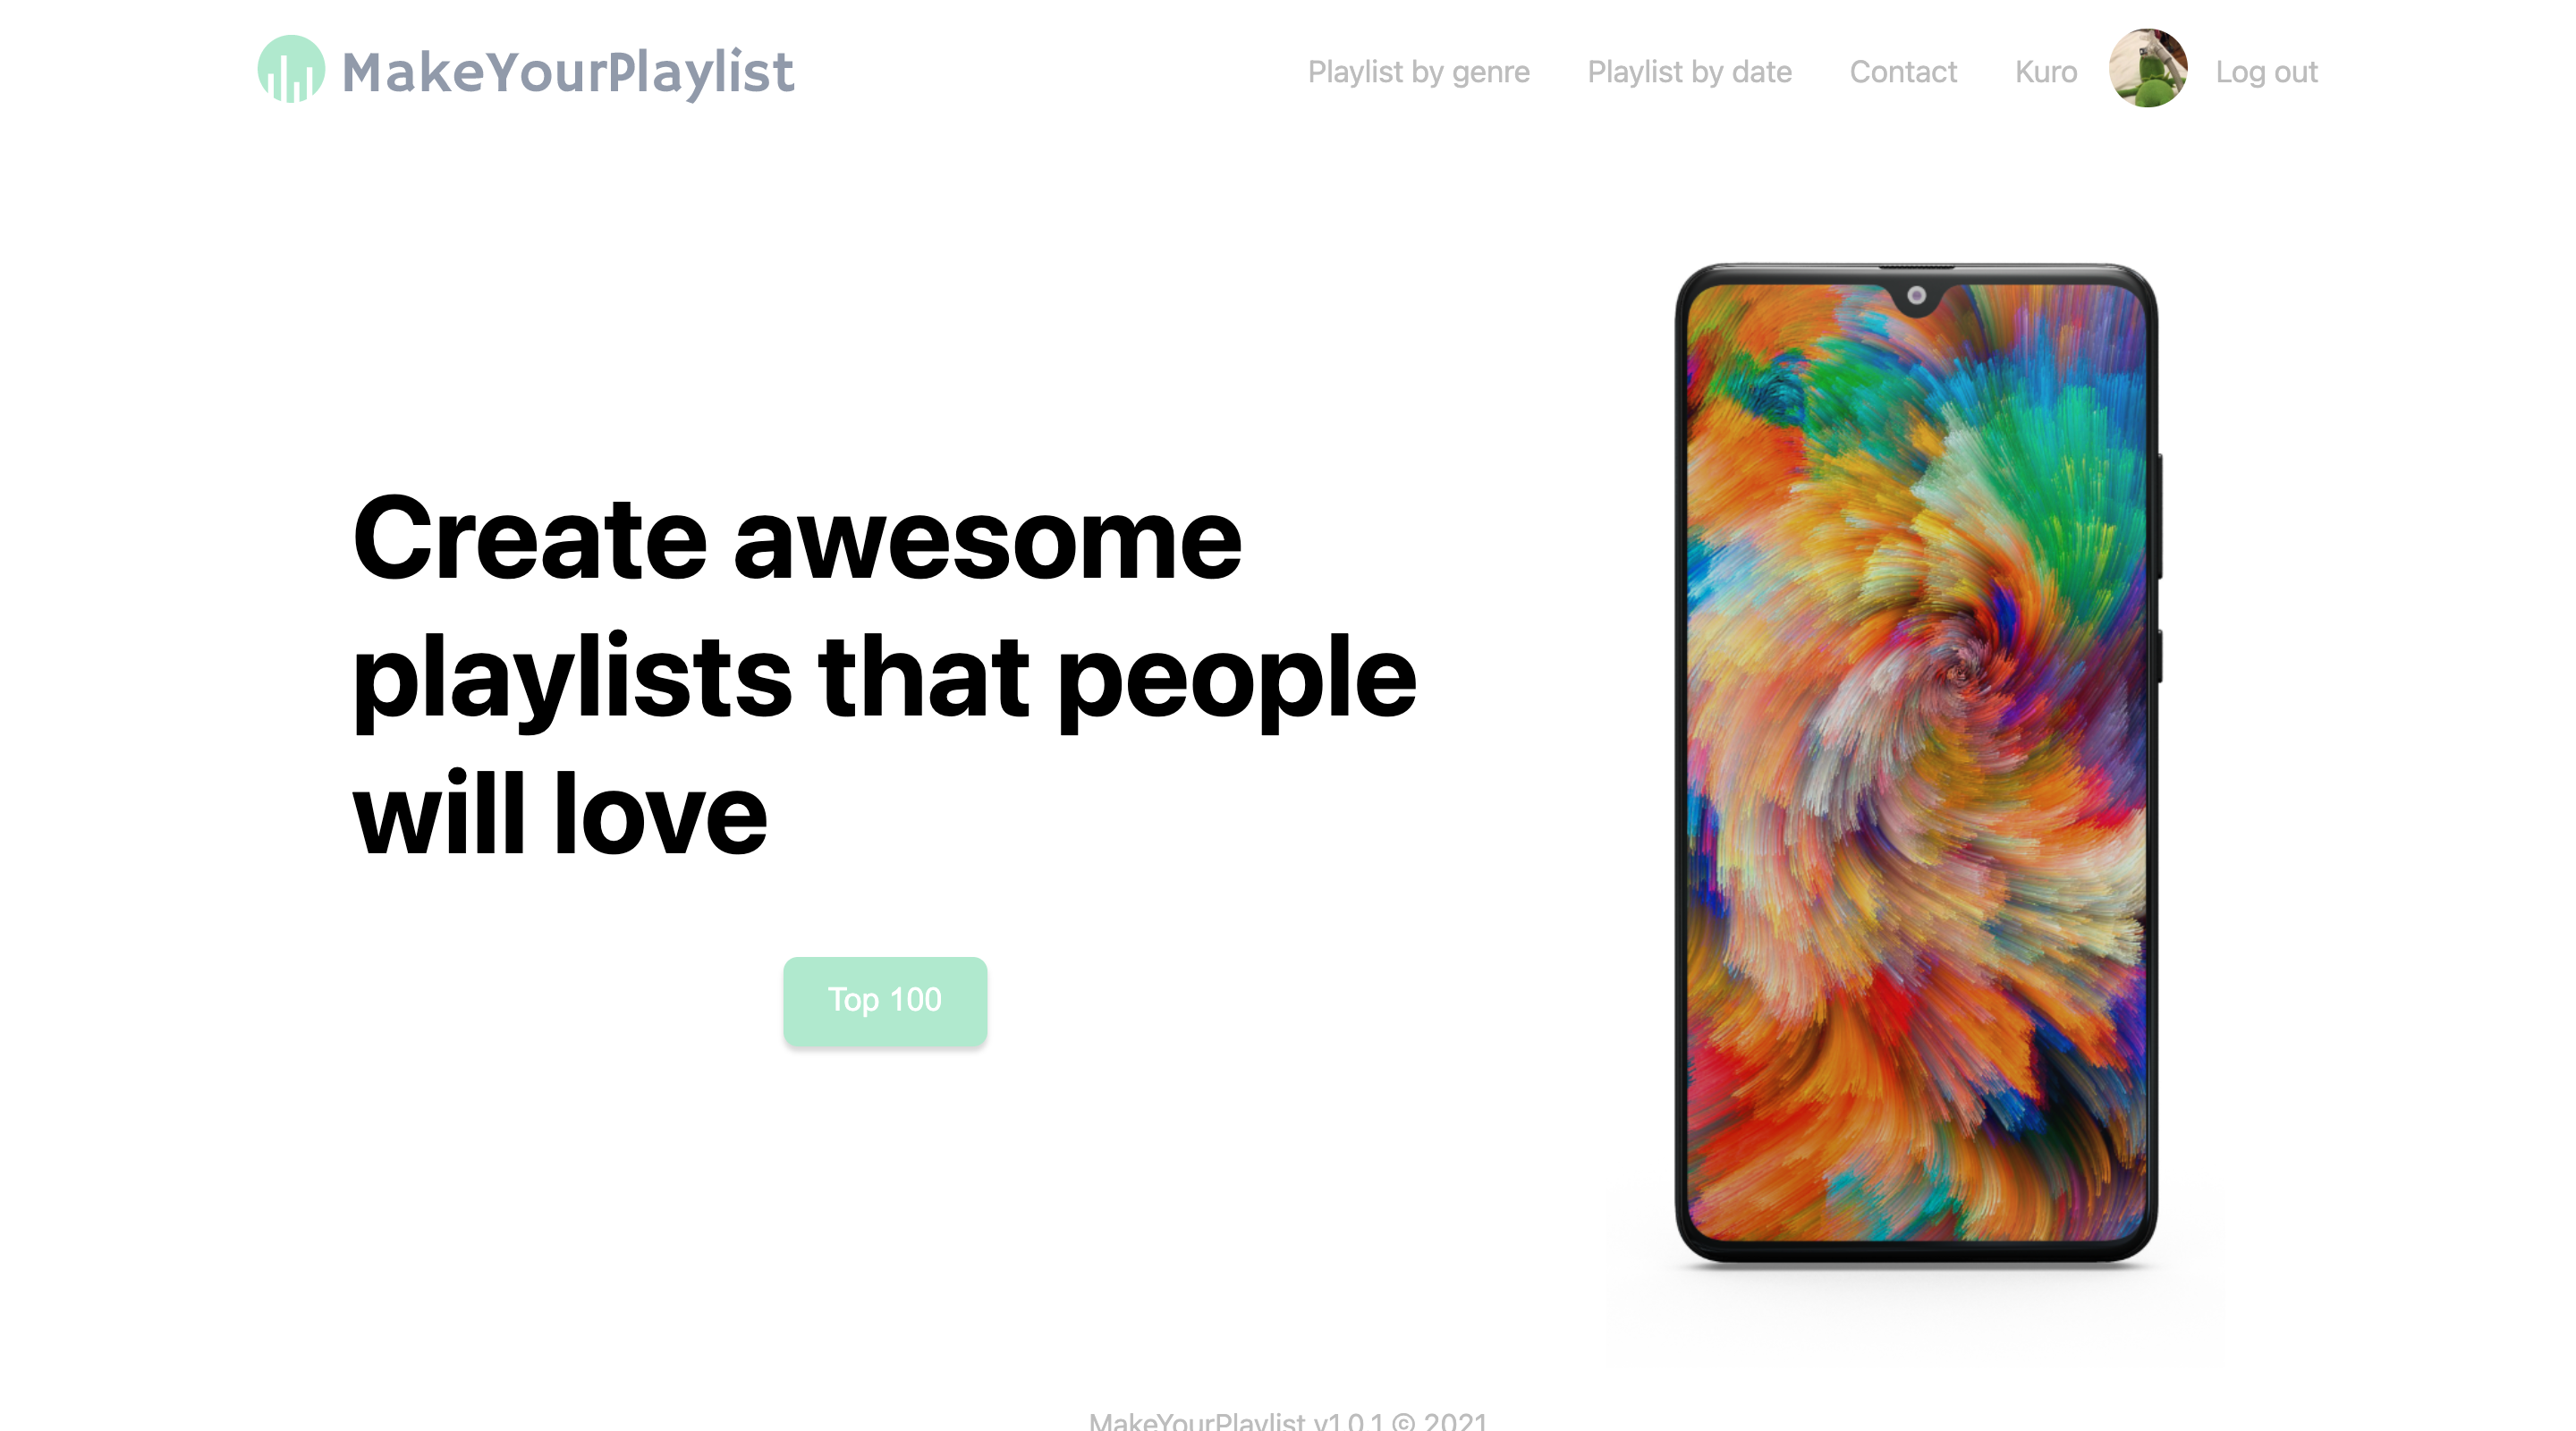 MakeYourPlaylist
Playlist by genre
Playlist by date
Contact
Kuro
Log out
Create awesome
playlists that people
will love
Top 100
MakeYourPlaylist v1.0.1 © 2021